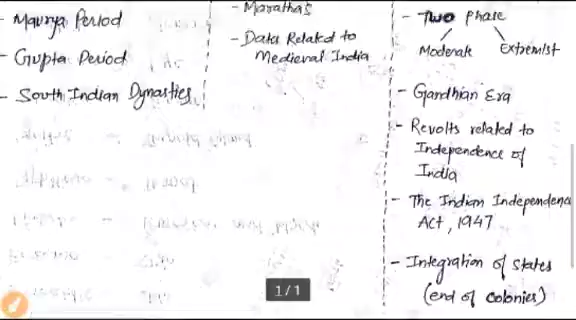 - Maurya Period
- Gupta Period
- South Indian Dynasties
- Marathas
- Data Related to
Medieval India
- Two Phase
Moderate Extremist
- Gandhian Era
- Revolts related to
Independence of
India
- The Indian Independence
Act, 1947
- Integration of States
(end of colonies)
1/1